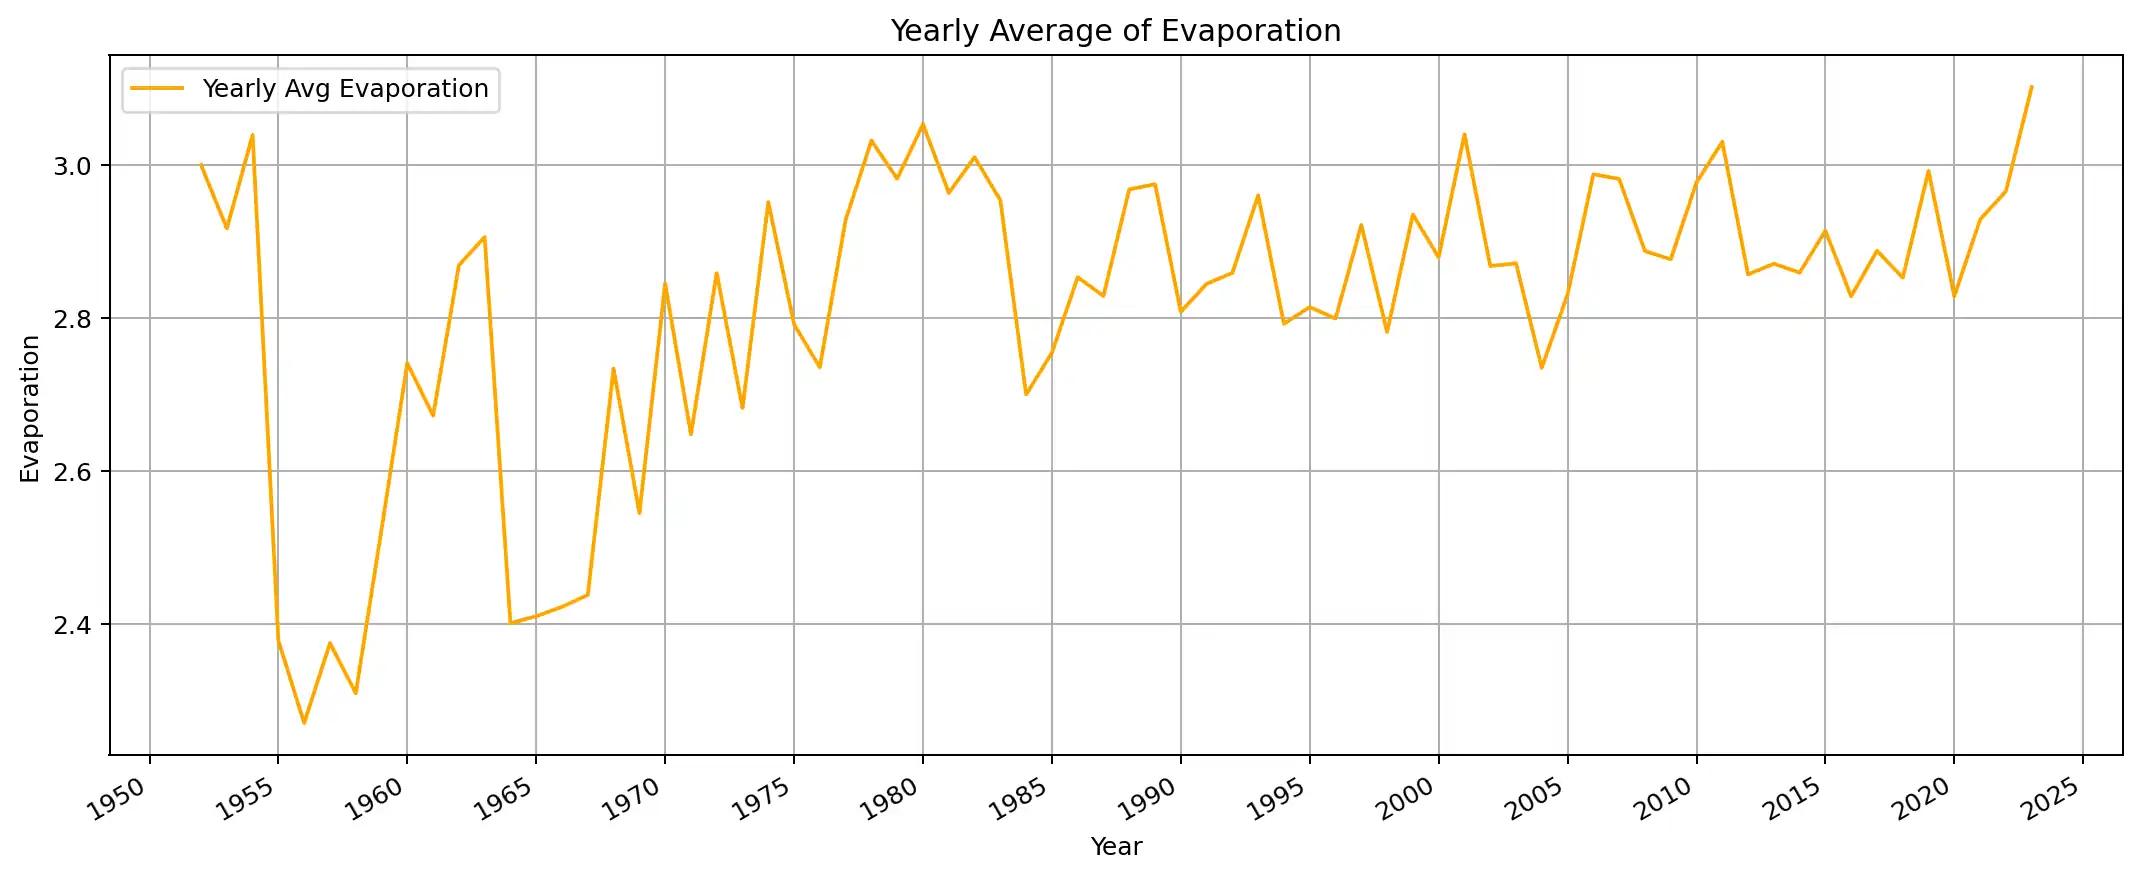 Yearly Average of Evaporation
Yearly Avg Evaporation
3.0
2.8
2.6
2.4
Evaporation
1950 1955 1960 1965 1970 1975 1980 1985 1990 1995 2000 2005 2010 2015 2020 2025
Year